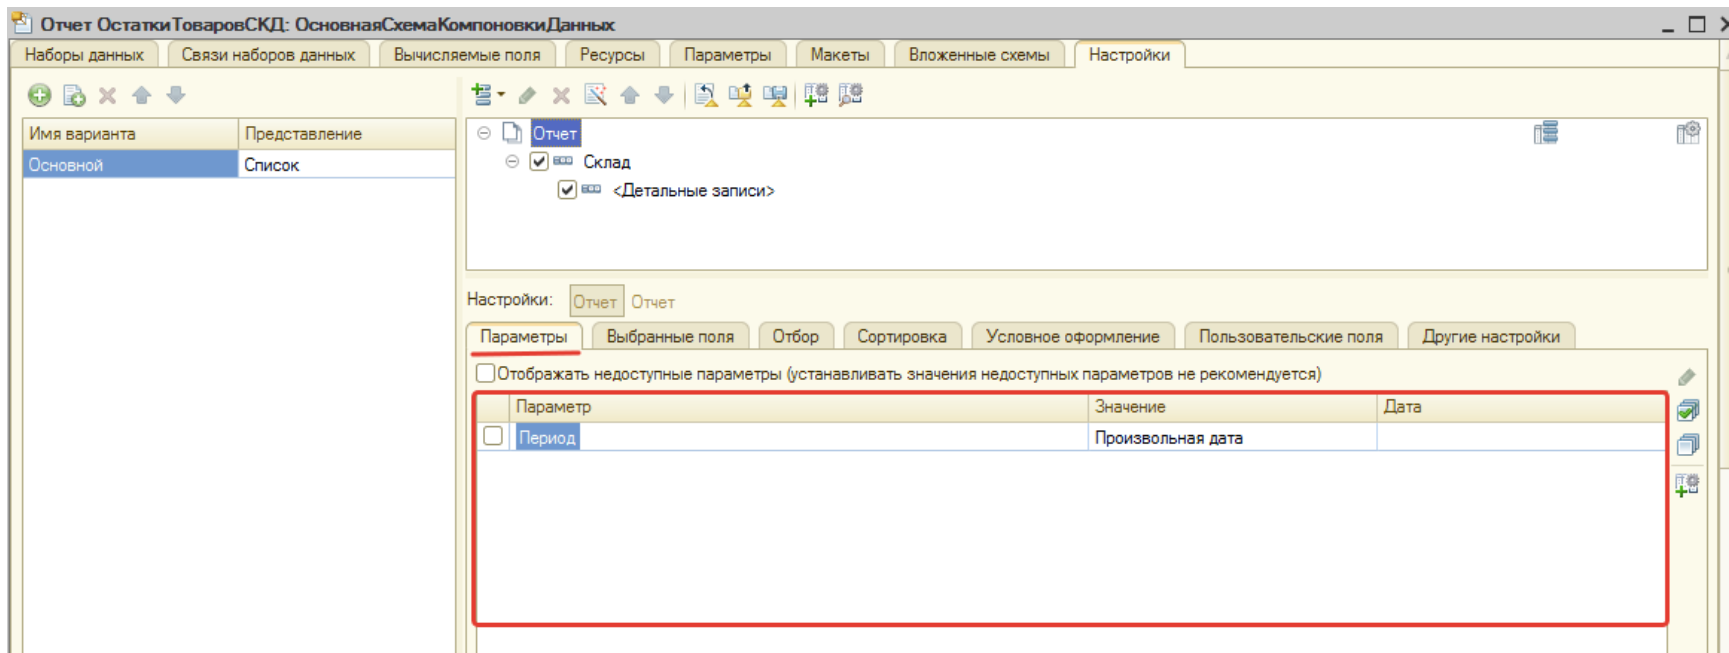 Отчет ОстаткиТоваровСКД: ОсновнаяСхемаКомпоновкиДанных
Наборы данных Связи наборов данных Вычисляемые поля Ресурсы Параметры Макеты Вложенные схемы Настройки
Имя варианта Представление
Основной Список
Отчет
Склад
<Детальные записи>
Настройки: Отчет Отчет
Параметры Выбранные поля Отбор Сортировка Условное оформление Пользовательские поля Другие настройки
Отображать недоступные параметры (устанавливать значения недоступных параметров не рекомендуется)
Параметр Значение Дата
Период Произвольная дата